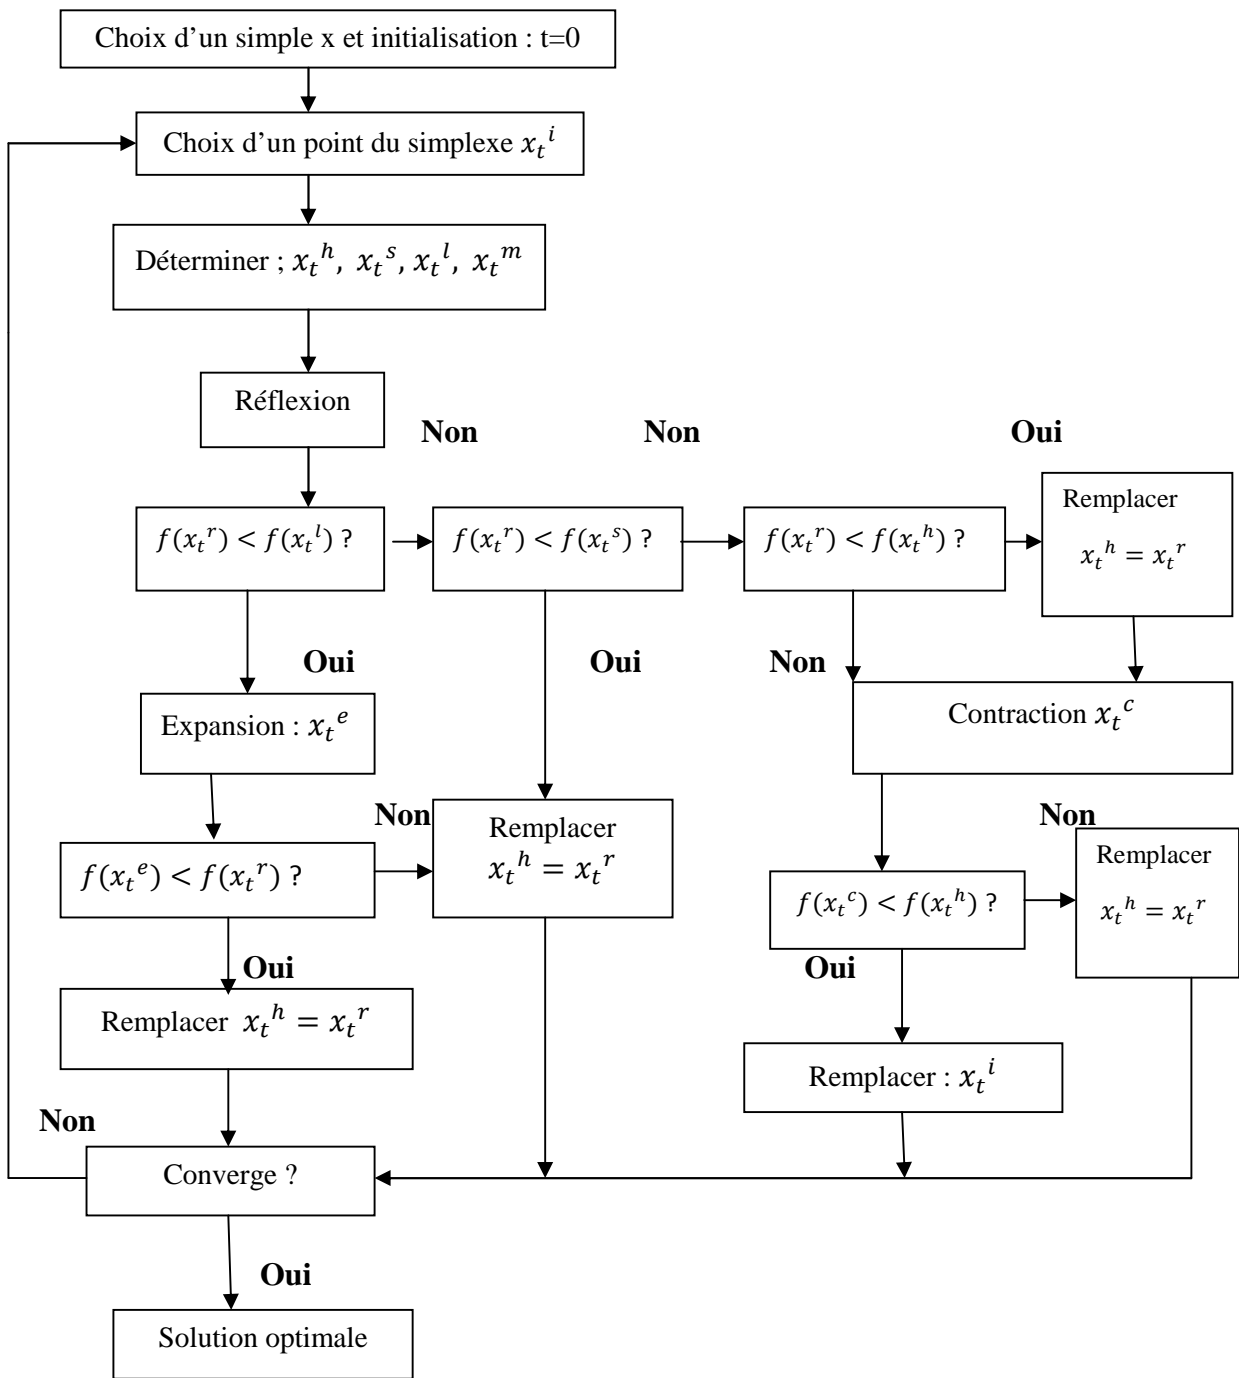 Choix d’un simple x et initialisation : t=0
Choix d’un point du simplexe $x_t{}^i$
Déterminer ; $x_t{}^h$, $x_t{}^s$, $x_t{}^l$, $x_t{}^m$
Réflexion
Non
Non
Oui
$f(x_t{}^r) < f(x_t{}^l)$ ?
$f(x_t{}^r) < f(x_t{}^s)$ ?
$f(x_t{}^r) < f(x_t{}^h)$ ?
Remplacer
$x_t{}^h = x_t{}^r$
Oui
Oui
Non
Expansion : $x_t{}^e$
Contraction $x_t{}^c$
Non
Remplacer
$x_t{}^h = x_t{}^r$
Non
Remplacer
$x_t{}^h = x_t{}^r$
$f(x_t{}^e) < f(x_t{}^r)$ ?
$f(x_t{}^c) < f(x_t{}^h)$ ?
Oui
Oui
Remplacer $x_t{}^h = x_t{}^r$
Remplacer : $x_t{}^i$
Non
Converge ?
Oui
Solution optimale